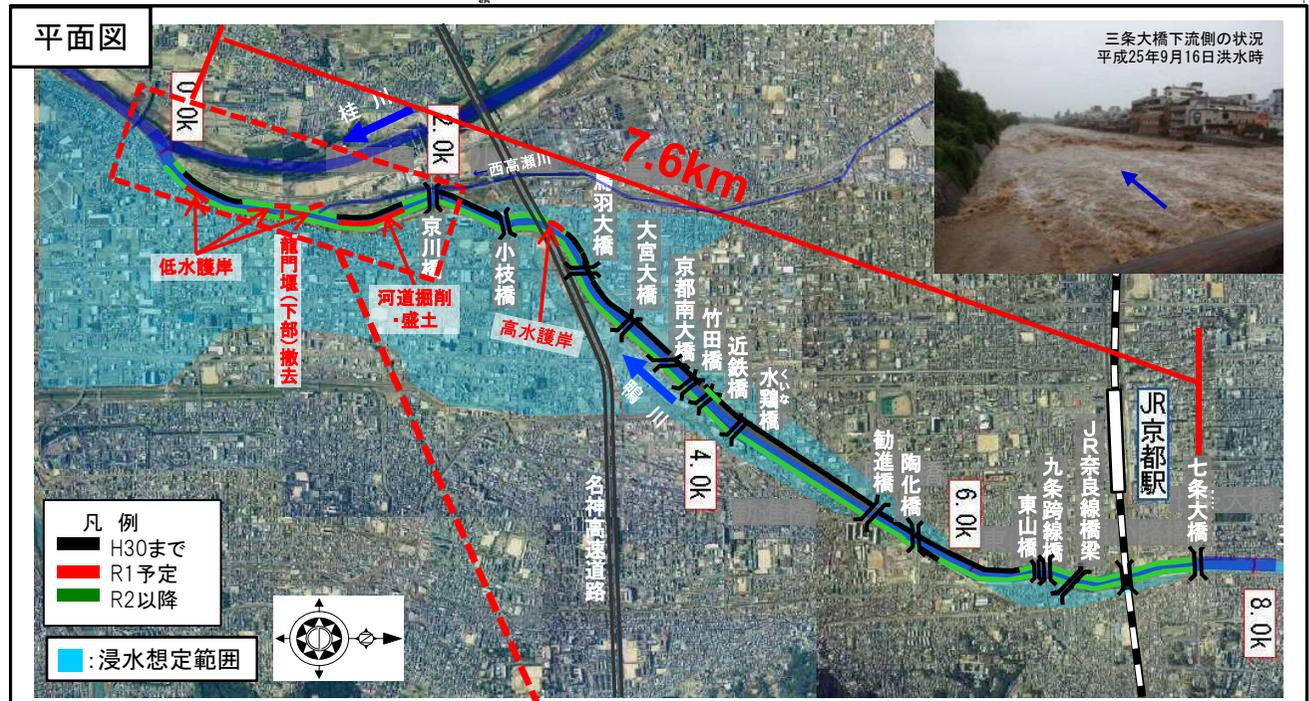 平面図
三条大橋下流側の状況
平成25年9月16日洪水時
0.0k
桂川
2.0k
7.6km
←西高瀬川
鳥羽大橋
大宮大橋
京都南大橋
竹田橋
近鉄橋
水鶏橋
くいな
京川橋
小枝橋
低水護岸
龍門堰(下部)撤去
河道掘削
・盛土
高水護岸
鴨川
4.0k
名神高速道路
勧進橋
陶化橋
6.0k
東山橋
九条跨線橋
JR奈良線橋梁
JR京都駅
七条大橋
8.0k
凡 例
H30まで
R1予定
R2以降
:浸水想定範囲